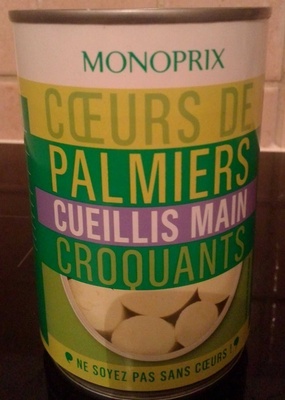 MONOPRIX
CŒURS DE
PALMIERS
CUEILLIS MAIN
CROQUANTS
NE SOYEZ PAS SANS CŒURS !